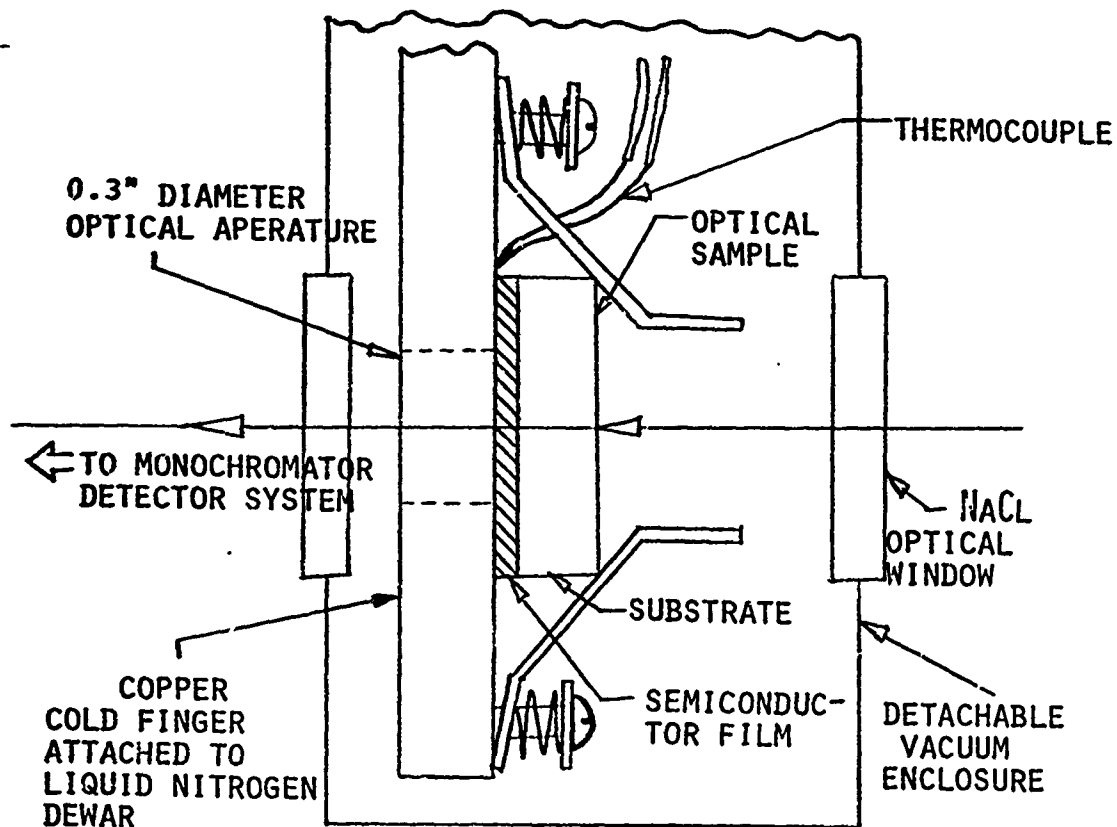 THERMOCOUPLE
0.3" DIAMETER
OPTICAL APERATURE
OPTICAL
SAMPLE
TO MONOCHROMATOR
DETECTOR SYSTEM
NACL
OPTICAL
WINDOW
SUBSTRATE
COPPER
COLD FINGER
ATTACHED TO
LIQUID NITROGEN
DEWAR
SEMICONDUC-
TOR FILM
DETACHABLE
VACUUM
ENCLOSURE